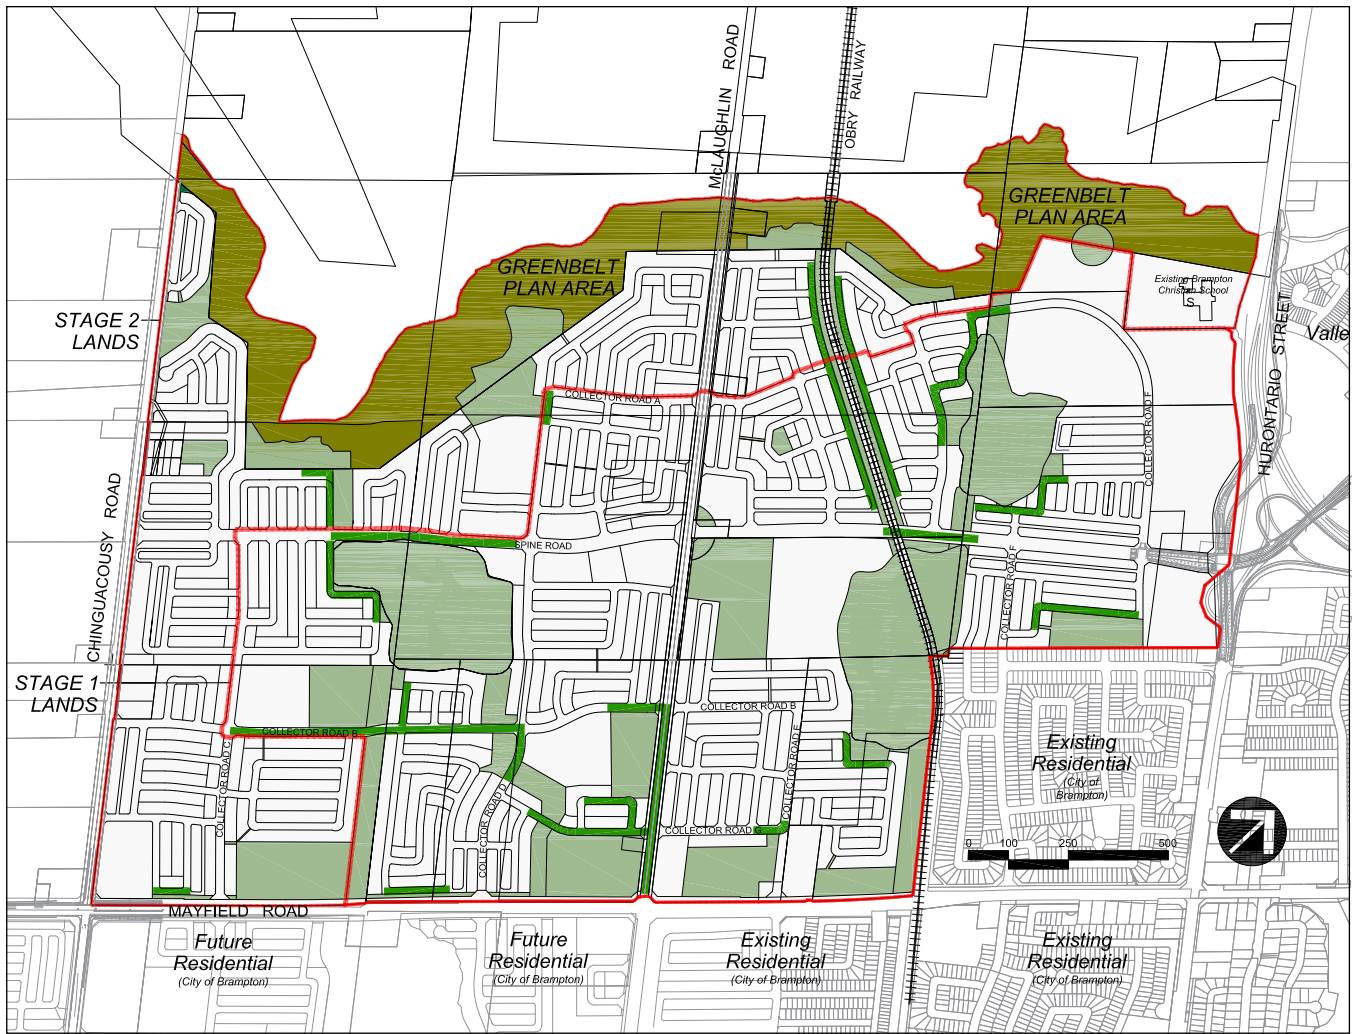 McLAUGHLIN ROAD
OBRY RAILWAY
GREENBELT
PLAN AREA
GREENBELT
PLAN AREA
Existing Brampton
Christian School
S
STAGE 2
LANDS
Valle
HURONTARIO STREET
COLLECTOR ROAD A
COLLECTOR ROAD F
CHINGUACOUSY ROAD
SPINE ROAD
COLLECTOR ROAD F
STAGE 1
LANDS
COLLECTOR ROAD B
COLLECTOR ROAD B
COLLECTOR ROAD C
COLLECTOR ROAD D
COLLECTOR ROAD E
COLLECTOR ROAD G
Existing
Residential
(City of
Brampton)
0 100 250 500
MAYFIELD ROAD
Future
Residential
(City of Brampton)
Future
Residential
(City of Brampton)
Existing
Residential
(City of Brampton)
Existing
Residential
(City of Brampton)